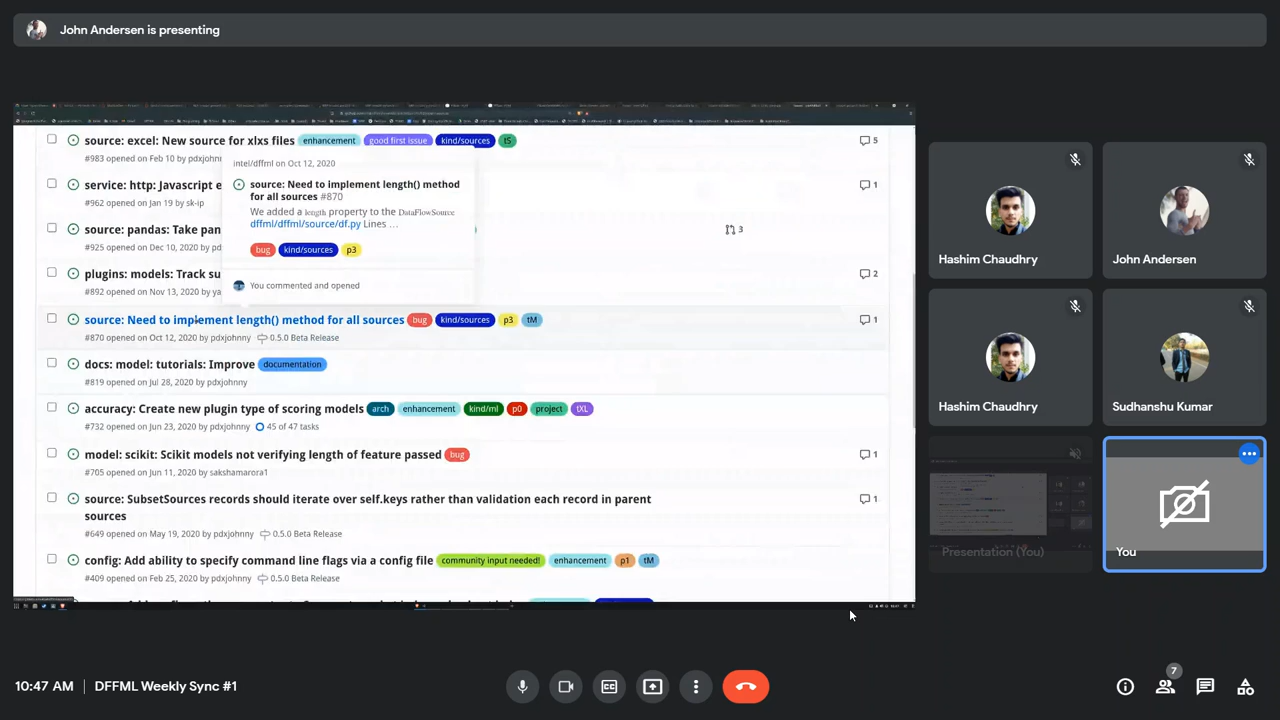 John Andersen is presenting
source: excel: New source for xlxs files enhancement good first issue kind/sources tS 5
#983 opened on Feb 10 by pdxjohn
intel/dffml on Oct 12, 2020
service: http: Javascript e 1
#962 opened on Jan 19 by sk-ip
source: Need to implement length() method
for all sources #870
We added a length property to the DataFlowSource
dffml/dffml/source/df.py Lines …
source: pandas: Take pan 3
#925 opened on Dec 10, by pd
bug kind/sources p3
plugins: models: Track su 2
#892 opened on Nov 13, by ya
You commented and opened
source: Need to implement length() method for all sources bug kind/sources p3 tM 1
#870 opened on Oct 12, 2020 by pdxjohnny 0.5.0 Beta Release
docs: model: tutorials: Improve documentation
#819 opened on Jul 28, 2020 by pdxjohnny
accuracy: Create new plugin type of scoring models arch enhancement kind/ml p0 project tXL
#732 opened on Jun 23, 2020 by pdxjohnny 45 of 47 tasks
model: scikit: Scikit models not verifying length of feature passed bug 1
#705 opened on Jun 11, 2020 by sakshamarora1
source: SubsetSources records should iterate over self.keys rather than validation each record in parent
sources 1
#649 opened on May 19, 2020 by pdxjohnny 0.5.0 Beta Release
config: Add ability to specify command line flags via a config file community input needed! enhancement p1 tM
#409 opened on Feb 25, 2020 by pdxjohnny 0.5.0 Beta Release
Hashim Chaudhry
John Andersen
Hashim Chaudhry
Sudhanshu Kumar
Presentation (You)
You
10:47 AM DFFML Weekly Sync #1
CC
7